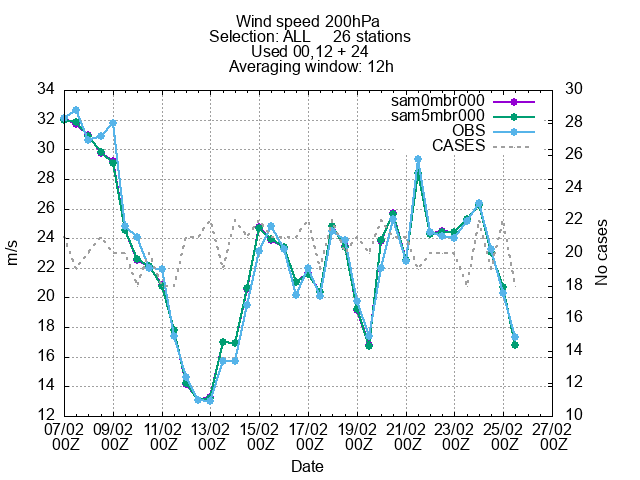 Wind speed 200hPa
Selection: ALL 26 stations
Used 00,12 + 24
Averaging window: 12h
34
32
30
28
26
24
22
20
18
16
14
12
m/s
30
28
26
24
22
20
18
16
14
12
10
No cases
sam0mbr000
sam5mbr000
OBS
CASES
07/02 09/02 11/02 13/02 15/02 17/02 19/02 21/02 23/02 25/02 27/02
00Z 00Z 00Z 00Z 00Z 00Z 00Z 00Z 00Z 00Z 00Z
Date